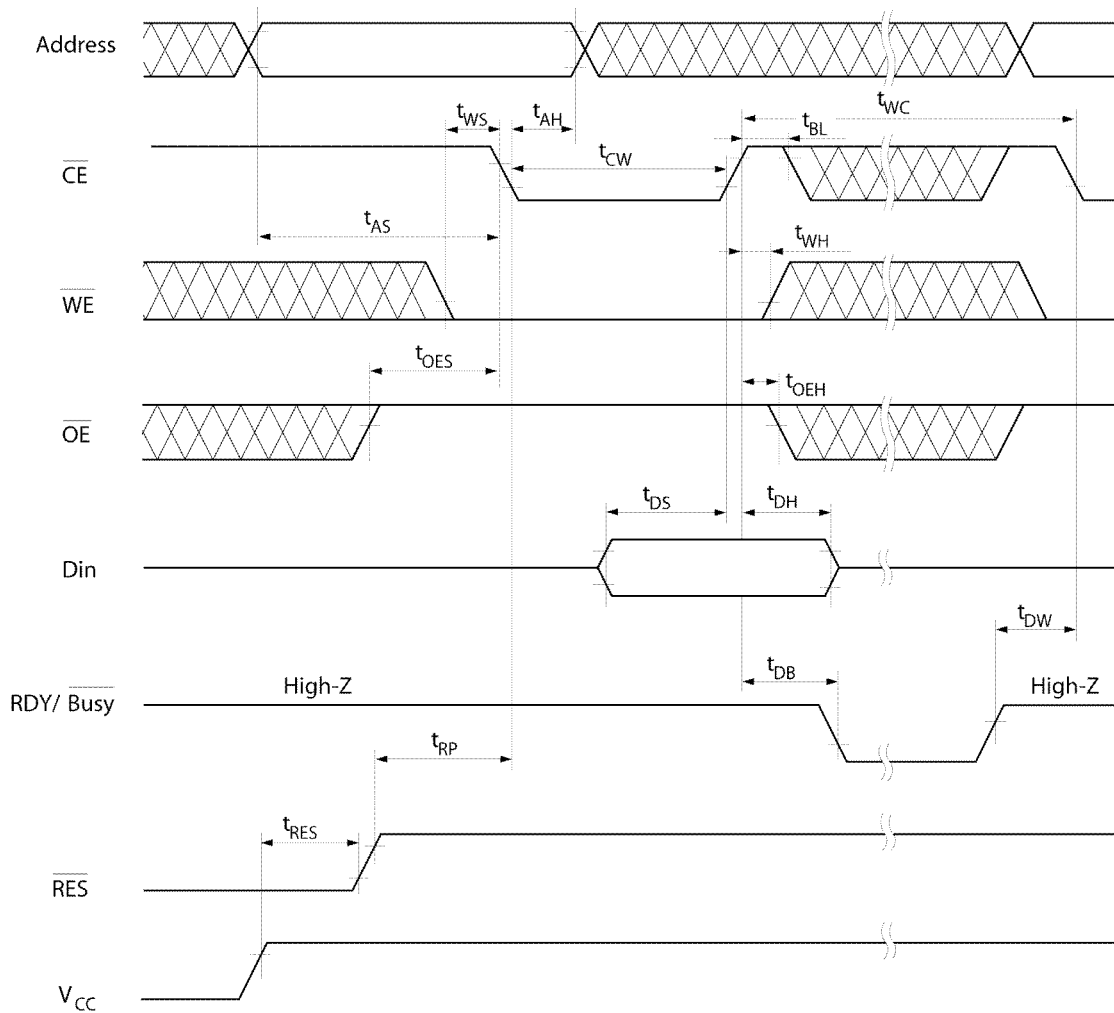 Address
tWS
tAH
tWC
tBL
CE
tCW
tAS
tWH
WE
tOES
tOEH
OE
tDS
tDH
Din
tDW
tDB
High-Z
High-Z
RDY/ Busy
tRP
tRES
RES
VCC